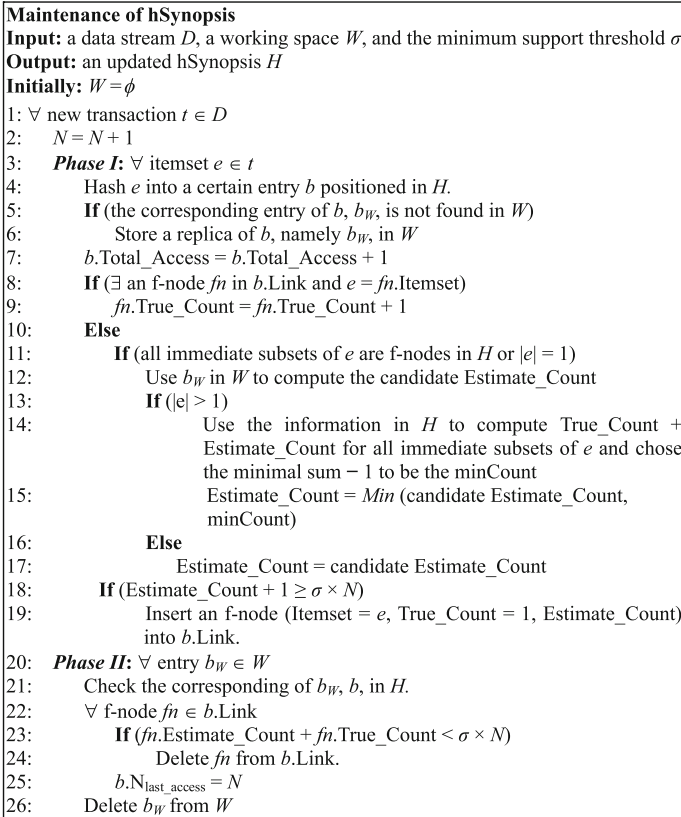 Maintenance of hSynopsis
Input: a data stream D, a working space W, and the minimum support threshold σ
Output: an updated hSynopsis H
Initially: W = ϕ
1: ∀ new transaction t ∈ D
2: N = N + 1
3: Phase I: ∀ itemset e ∈ t
4: Hash e into a certain entry b positioned in H.
5: If (the corresponding entry of b, b_W, is not found in W)
6: Store a replica of b, namely b_W, in W
7: b.Total_Access = b.Total_Access + 1
8: If (∃ an f-node fn in b.Link and e = fn.Itemset)
9: fn.True_Count = fn.True_Count + 1
10: Else
11: If (all immediate subsets of e are f-nodes in H or |e| = 1)
12: Use b_W in W to compute the candidate Estimate_Count
13: If (|e| > 1)
14: Use the information in H to compute True_Count +
Estimate_Count for all immediate subsets of e and chose
the minimal sum − 1 to be the minCount
15: Estimate_Count = Min (candidate Estimate_Count,
minCount)
16: Else
17: Estimate_Count = candidate Estimate_Count
18: If (Estimate_Count + 1 ≥ σ × N)
19: Insert an f-node (Itemset = e, True_Count = 1, Estimate_Count)
into b.Link.
20: Phase II: ∀ entry b_W ∈ W
21: Check the corresponding of b_W, b, in H.
22: ∀ f-node fn ∈ b.Link
23: If (fn.Estimate_Count + fn.True_Count < σ × N)
24: Delete fn from b.Link.
25: b.N_last_access = N
26: Delete b_W from W